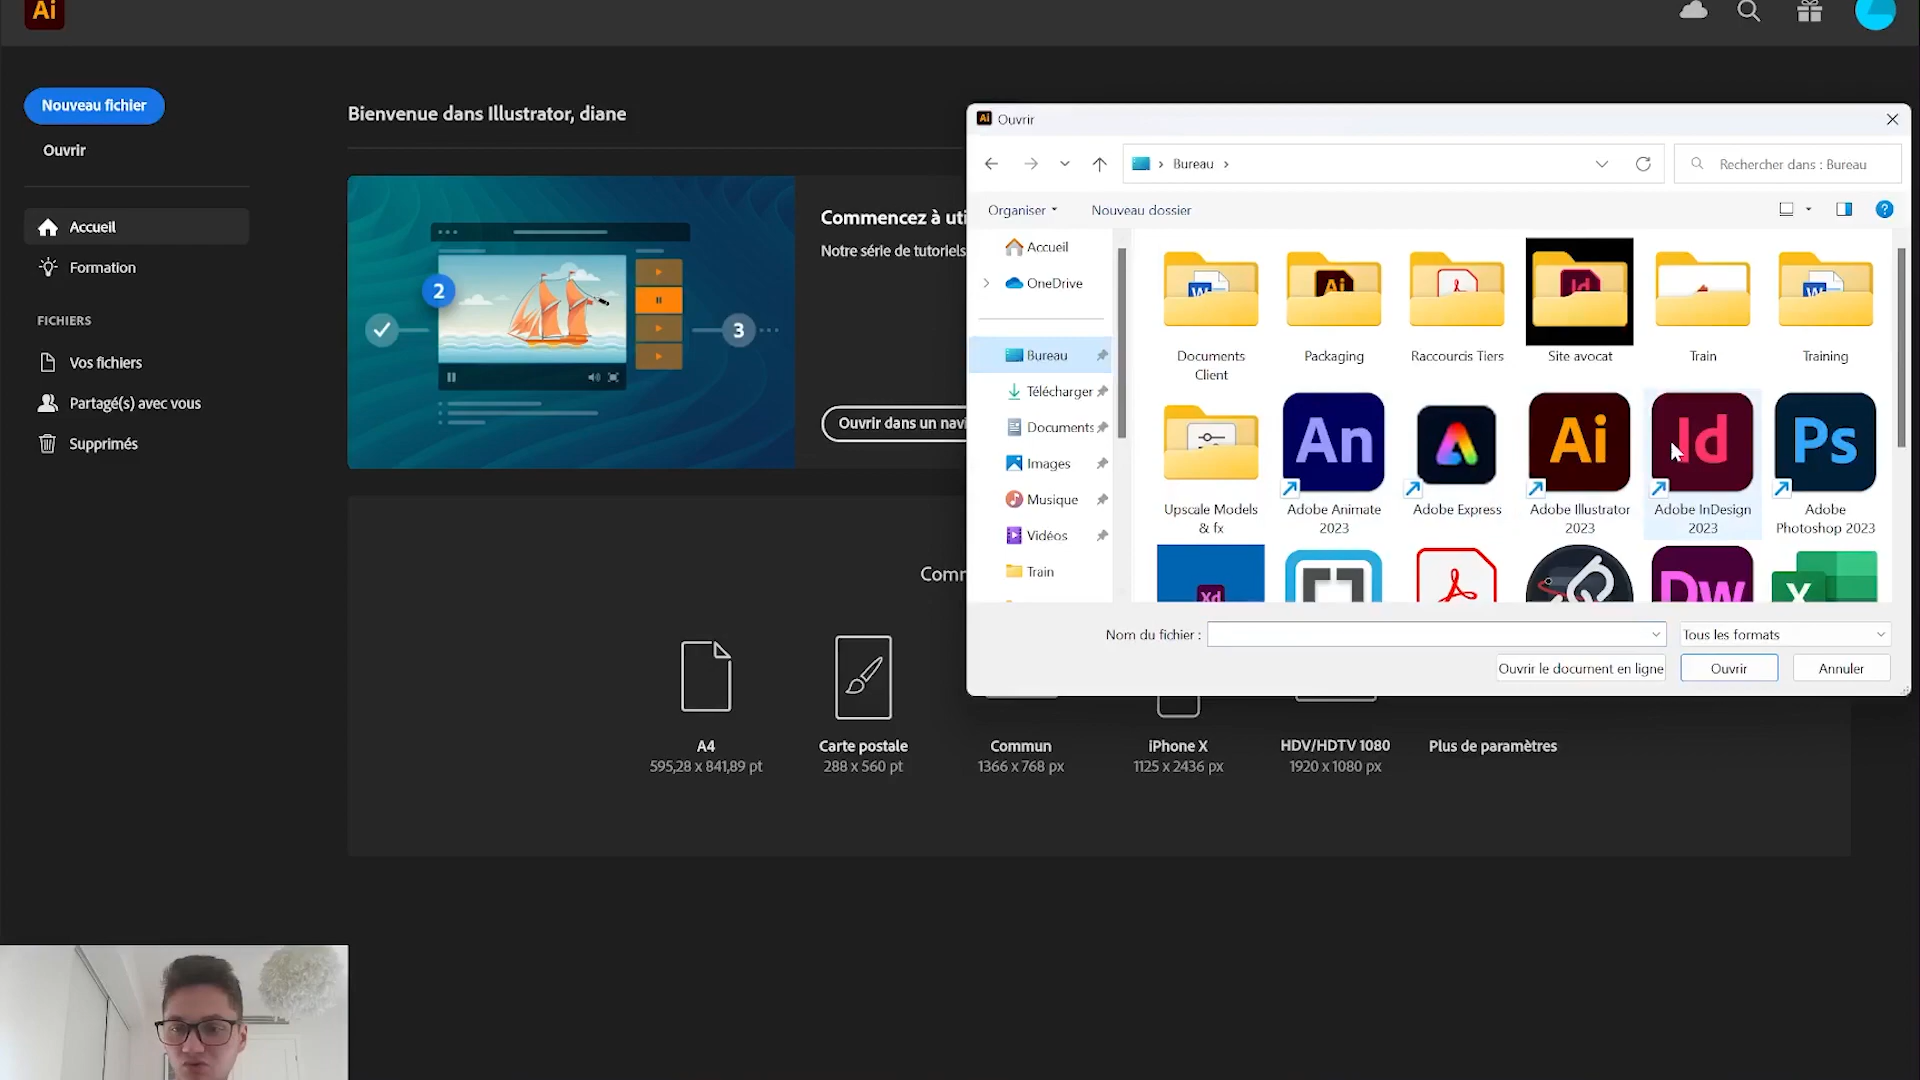 Ai
Nouveau fichier
Ouvrir
Accueil
Formation
FICHIERS
Vos fichiers
Partagé(s) avec vous
Supprimés
Bienvenue dans Illustrator, diane
2
3
Commencez à uti
Notre série de tutoriels
Ouvrir dans un navi
Comm
A4
595,28 x 841,89 pt
Carte postale
288 x 560 pt
Commun
1366 x 768 px
iPhone X
1125 x 2436 px
HDV/HDTV 1080
1920 x 1080 px
Plus de paramètres
Ai Ouvrir
Bureau
Rechercher dans : Bureau
Organiser
Nouveau dossier
?
Accueil
OneDrive
Bureau
Télécharger
Documents
Images
Musique
Vidéos
Train
W
Documents
Client
Ai
Packaging
Raccourcis Tiers
Id
Site avocat
Train
W
Training
Upscale Models
& fx
An
Adobe Animate
2023
Adobe Express
Ai
Adobe Illustrator
2023
Id
Adobe InDesign
2023
Ps
Adobe
Photoshop 2023
Xd
Dw
X
Nom du fichier :
Tous les formats
Ouvrir le document en ligne
Ouvrir
Annuler